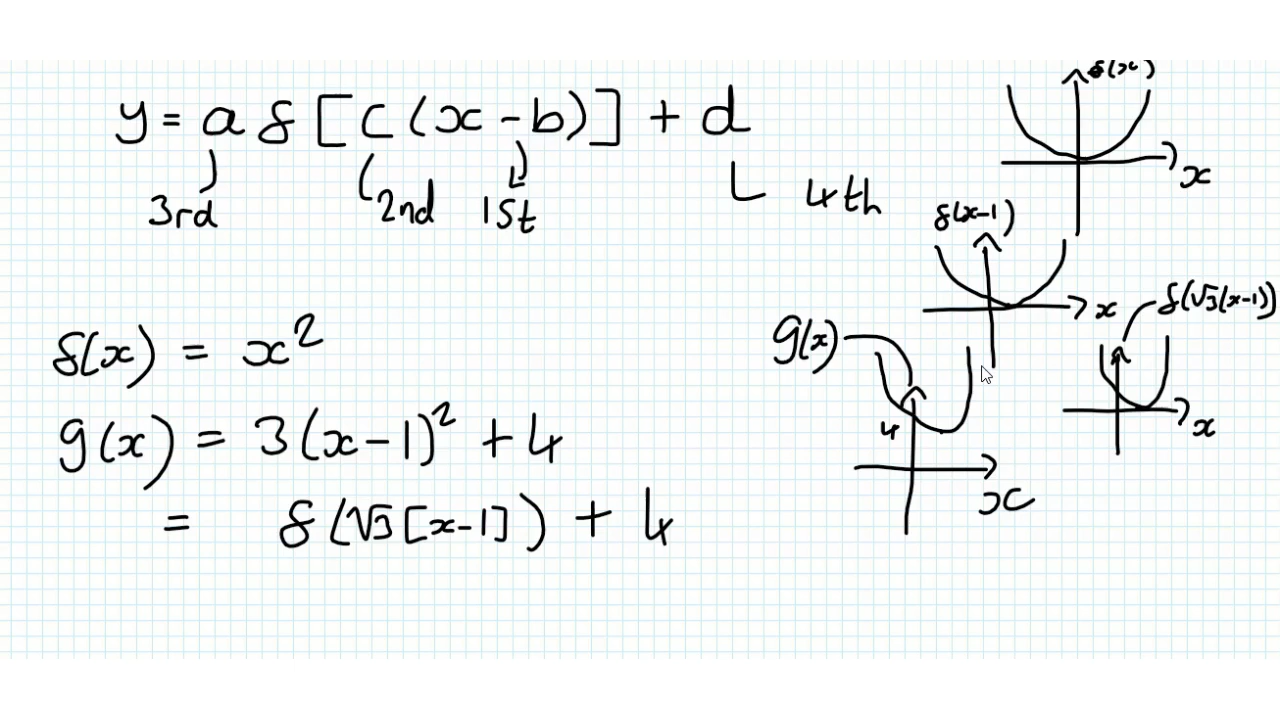 y = a f [c(x - b)] + d
3rd 2nd 1st 4th
f(x) = x²
g(x) = 3(x-1)² + 4
= f(√3[x-1]) + 4
f(x)
x
f(x-1)
x
f(√3(x-1))
x
g(x)
4
x